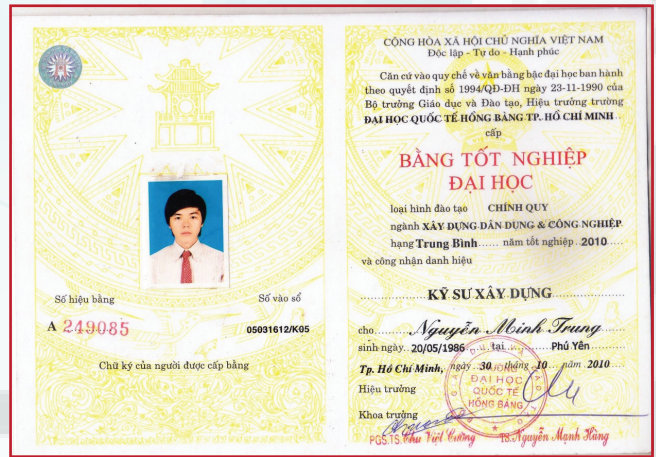 Số hiệu bằng
Số vào sổ
A 249085
05031612/K05
Chữ ký của người được cấp bằng
CỘNG HÒA XÃ HỘI CHỦ NGHĨA VIỆT NAM
Độc lập - Tự do - Hạnh phúc
Căn cứ vào quy chế về văn bằng bậc đại học ban hành
theo quyết định số 1994/QĐ-ĐH ngày 23-11-1990 của
Bộ trưởng Giáo dục và Đào tạo, Hiệu trưởng trường
ĐẠI HỌC QUỐC TẾ HỒNG BÀNG TP. HỒ CHÍ MINH
cấp
BẰNG TỐT NGHIỆP
ĐẠI HỌC
loại hình đào tạo CHÍNH QUY
ngành XÂY DỰNG DÂN DỤNG & CÔNG NGHIỆP
hạng Trung Bình năm tốt nghiệp 2010
và công nhận danh hiệu
KỸ SƯ XÂY DỰNG
cho Nguyễn Minh Trung
sinh ngày 20/05/1986 tại Phú Yên
Tp. Hồ Chí Minh, ngày 30 tháng 10 năm 2010
Hiệu trưởng
TRƯỜNG
ĐẠI HỌC
QUỐC TẾ
HỒNG BÀNG
Khoa trưởng
PGS.TS. Chu Việt Cường TS. Nguyễn Mạnh Hùng